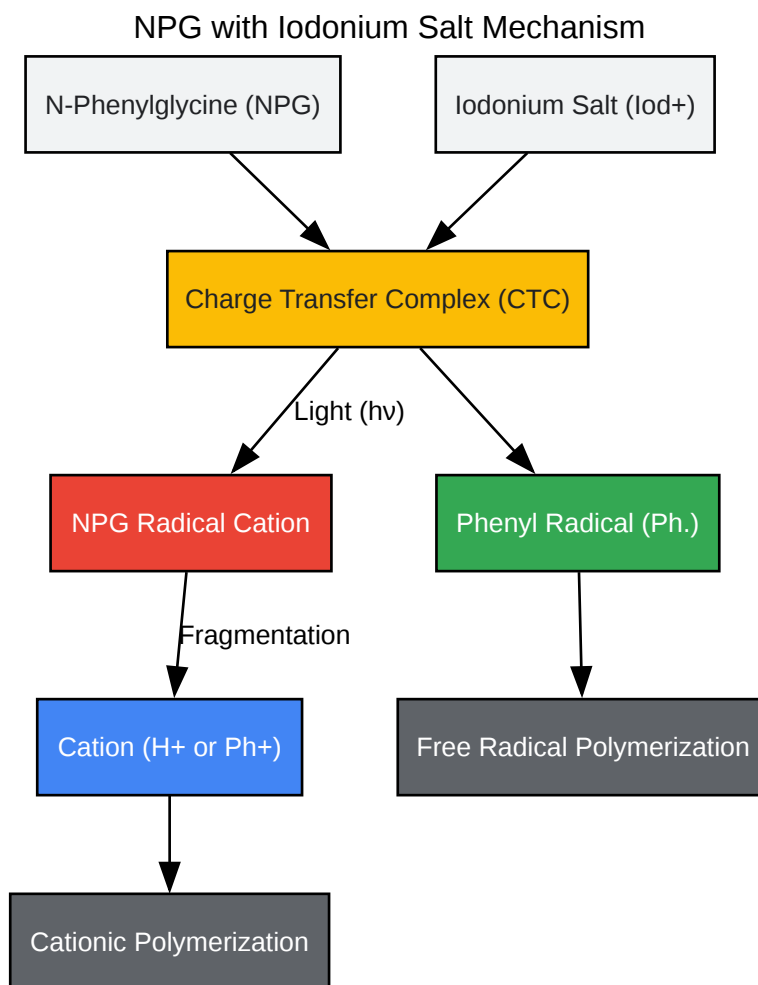 NPG with Iodonium Salt Mechanism
N-Phenylglycine (NPG)
Iodonium Salt (Iod+)
Charge Transfer Complex (CTC)
Light (hν)
NPG Radical Cation
Phenyl Radical (Ph.)
Fragmentation
Cation (H+ or Ph+)
Free Radical Polymerization
Cationic Polymerization